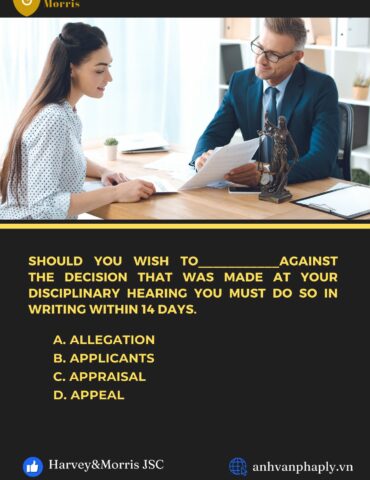 Morris
SHOULD YOU WISH TO____________AGAINST
THE DECISION THAT WAS MADE AT YOUR
DISCIPLINARY HEARING YOU MUST DO SO IN
WRITING WITHIN 14 DAYS.
A. ALLEGATION
B. APPLICANTS
C. APPRAISAL
D. APPEAL
Harvey&Morris JSC
anhvanphaply.vn